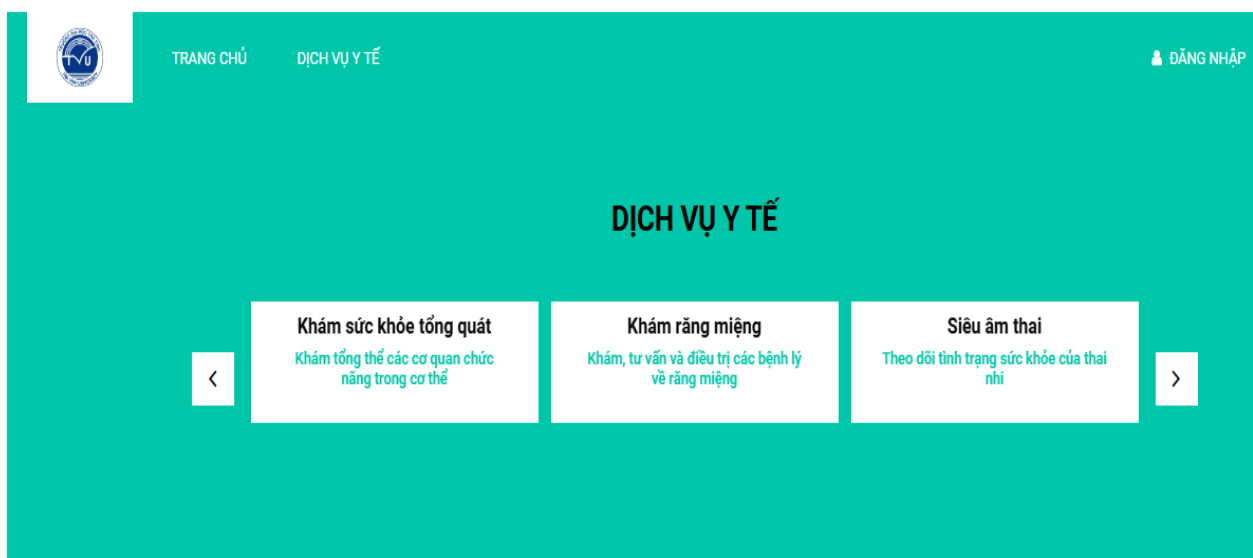 TVU
TRANG CHỦ
DỊCH VỤ Y TẾ
ĐĂNG NHẬP
DỊCH VỤ Y TẾ
Khám sức khỏe tổng quát
Khám tổng thể các cơ quan chức
năng trong cơ thể
Khám răng miệng
Khám, tư vấn và điều trị các bệnh lý
về răng miệng
Siêu âm thai
Theo dõi tình trạng sức khỏe của thai
nhi